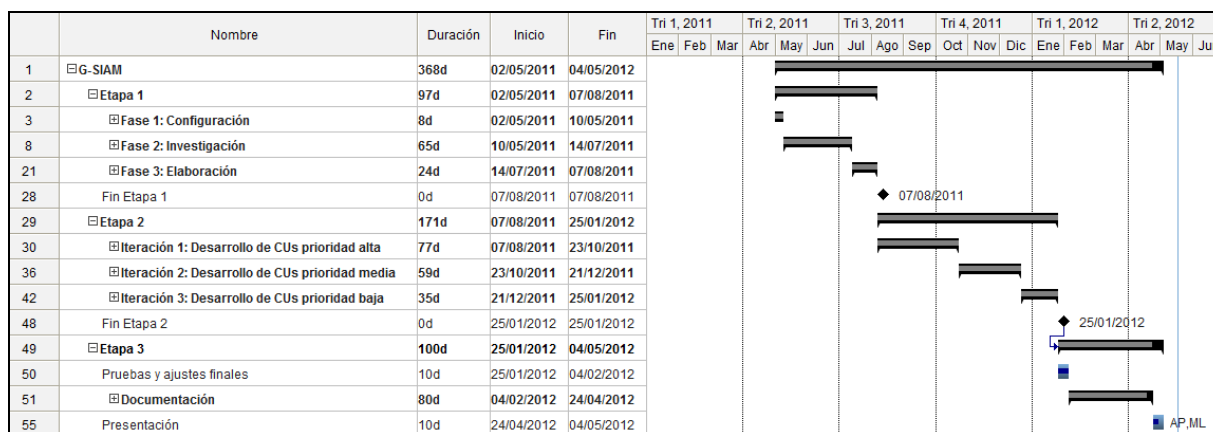 Nombre Duración Inicio Fin Tri 1, 2011 Tri 2, 2011 Tri 3, 2011 Tri 4, 2011 Tri 1, 2012 Tri 2, 2012
Ene Feb Mar Abr May Jun Jul Ago Sep Oct Nov Dic Ene Feb Mar Abr May Ju
1 G-SIAM 368d 02/05/2011 04/05/2012
2 Etapa 1 97d 02/05/2011 07/08/2011
3 Fase 1: Configuración 8d 02/05/2011 10/05/2011
8 Fase 2: Investigación 65d 10/05/2011 14/07/2011
21 Fase 3: Elaboración 24d 14/07/2011 07/08/2011
28 Fin Etapa 1 0d 07/08/2011 07/08/2011 07/08/2011
29 Etapa 2 171d 07/08/2011 25/01/2012
30 Iteración 1: Desarrollo de CUs prioridad alta 77d 07/08/2011 23/10/2011
36 Iteración 2: Desarrollo de CUs prioridad media 59d 23/10/2011 21/12/2011
42 Iteración 3: Desarrollo de CUs prioridad baja 35d 21/12/2011 25/01/2012
48 Fin Etapa 2 0d 25/01/2012 25/01/2012 25/01/2012
49 Etapa 3 100d 25/01/2012 04/05/2012
50 Pruebas y ajustes finales 10d 25/01/2012 04/02/2012
51 Documentación 80d 04/02/2012 24/04/2012
55 Presentación 10d 24/04/2012 04/05/2012 AP,ML